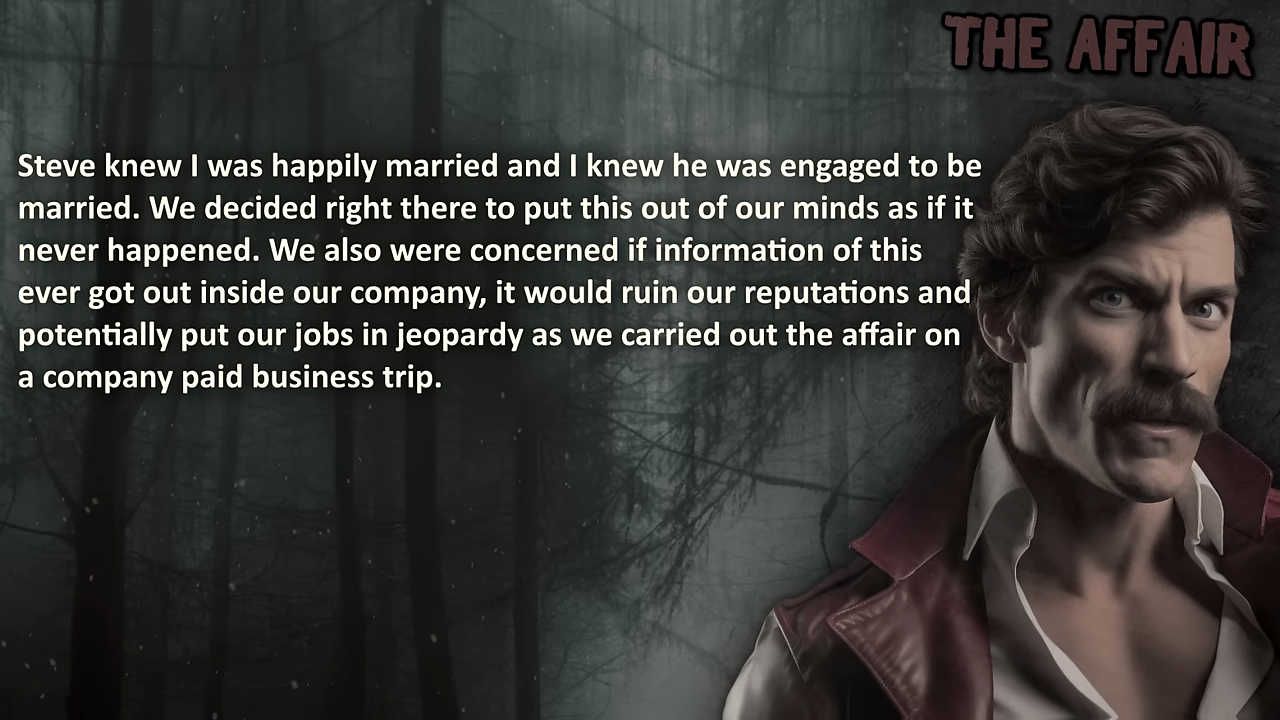 THE AFFAIR
Steve knew I was happily married and I knew he was engaged to be
married. We decided right there to put this out of our minds as if it
never happened. We also were concerned if information of this
ever got out inside our company, it would ruin our reputations and
potentially put our jobs in jeopardy as we carried out the affair on
a company paid business trip.